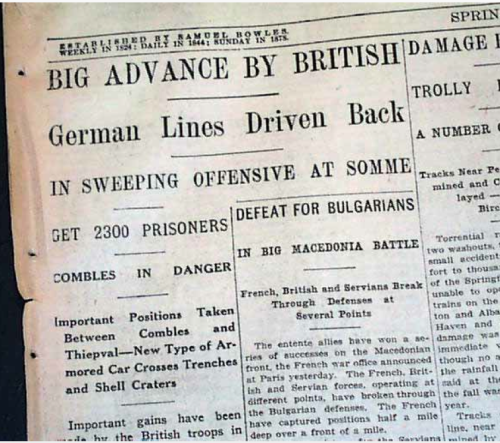 ESTABLISHED BY SAMUEL BOWLES.
WEEKLY IN 1824; DAILY IN 1844; SUNDAY IN 1878.
SPRIN
BIG ADVANCE BY BRITISH
German Lines Driven Back
IN SWEEPING OFFENSIVE AT SOMME
GET 2300 PRISONERS
COMBLES IN DANGER
Important Positions Taken
Between Combles and
Thiepval—New Type of Ar-
mored Car Crosses Trenches
and Shell Craters
Important gains have been
made by the British troops in
DEFEAT FOR BULGARIANS
IN BIG MACEDONIA BATTLE
French, British and Servians Break
Through Defenses at
Several Points
The entente allies have won a se-
ries of successes on the Macedonian
front, the French war office announced
at Paris yesterday. The French, Brit-
ish and Servian forces, operating at
different points, have broken through
the Bulgarian defenses. The French
have captured positions half a mile
deep over a front of a mile.
for the Servians
DAMAGE
TROLLY
A NUMBER
Tracks Near Pe
mined and C
layed —
Birc
Torrential r
two washouts,
small accident
fort to thousa
of the Springf
unable to op
trains on the
ton and Alba
Haven and
damage was
immediate v
though no s
the rainfall
said at the
the fall wa
year.
Tracks
line, near